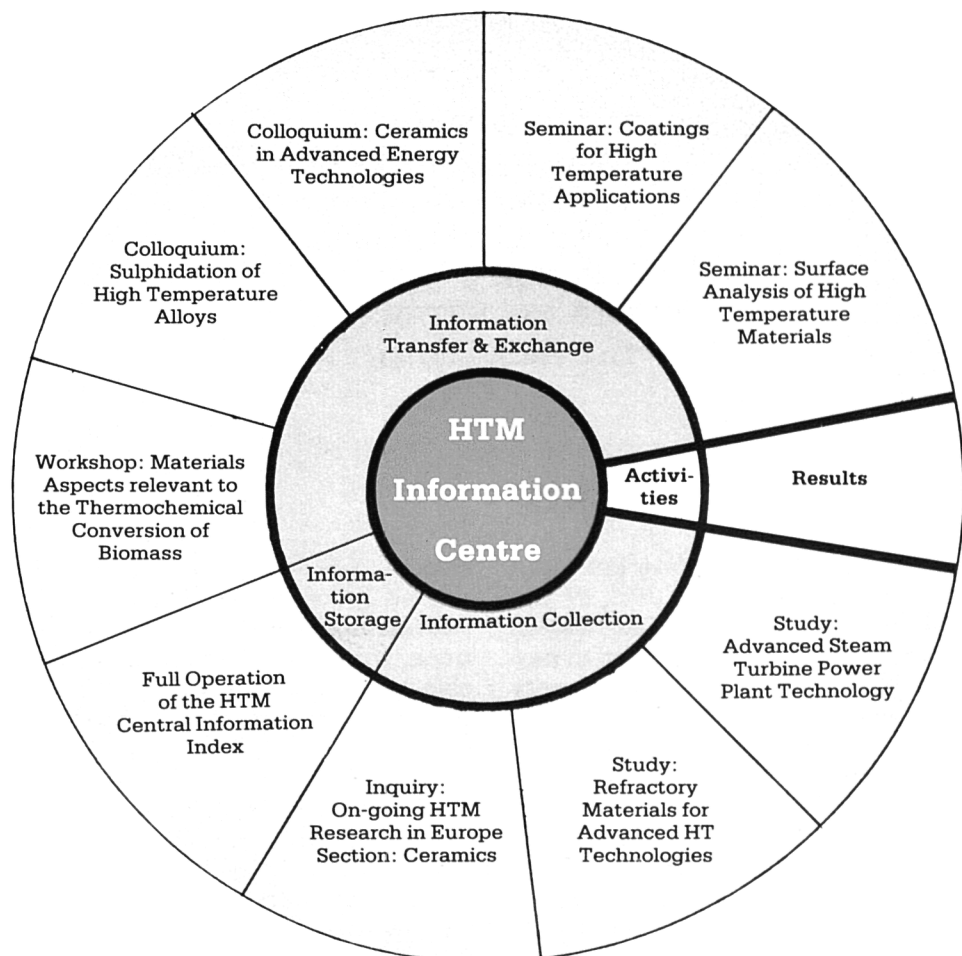 Colloquium: Ceramics
in Advanced Energy
Technologies
Seminar: Coatings
for High
Temperature
Applications
Colloquium:
Sulphidation of
High Temperature
Alloys
Seminar: Surface
Analysis of High
Temperature
Materials
Information
Transfer & Exchange
HTM
Information
Centre
Activi-
ties
Results
Workshop: Materials
Aspects relevant to
the Thermochemical
Conversion of
Biomass
Informa-
tion
Storage
Information Collection
Study:
Advanced Steam
Turbine Power
Plant Technology
Full Operation
of the HTM
Central Information
Index
Inquiry:
On-going HTM
Research in Europe
Section: Ceramics
Study:
Refractory
Materials for
Advanced HT
Technologies